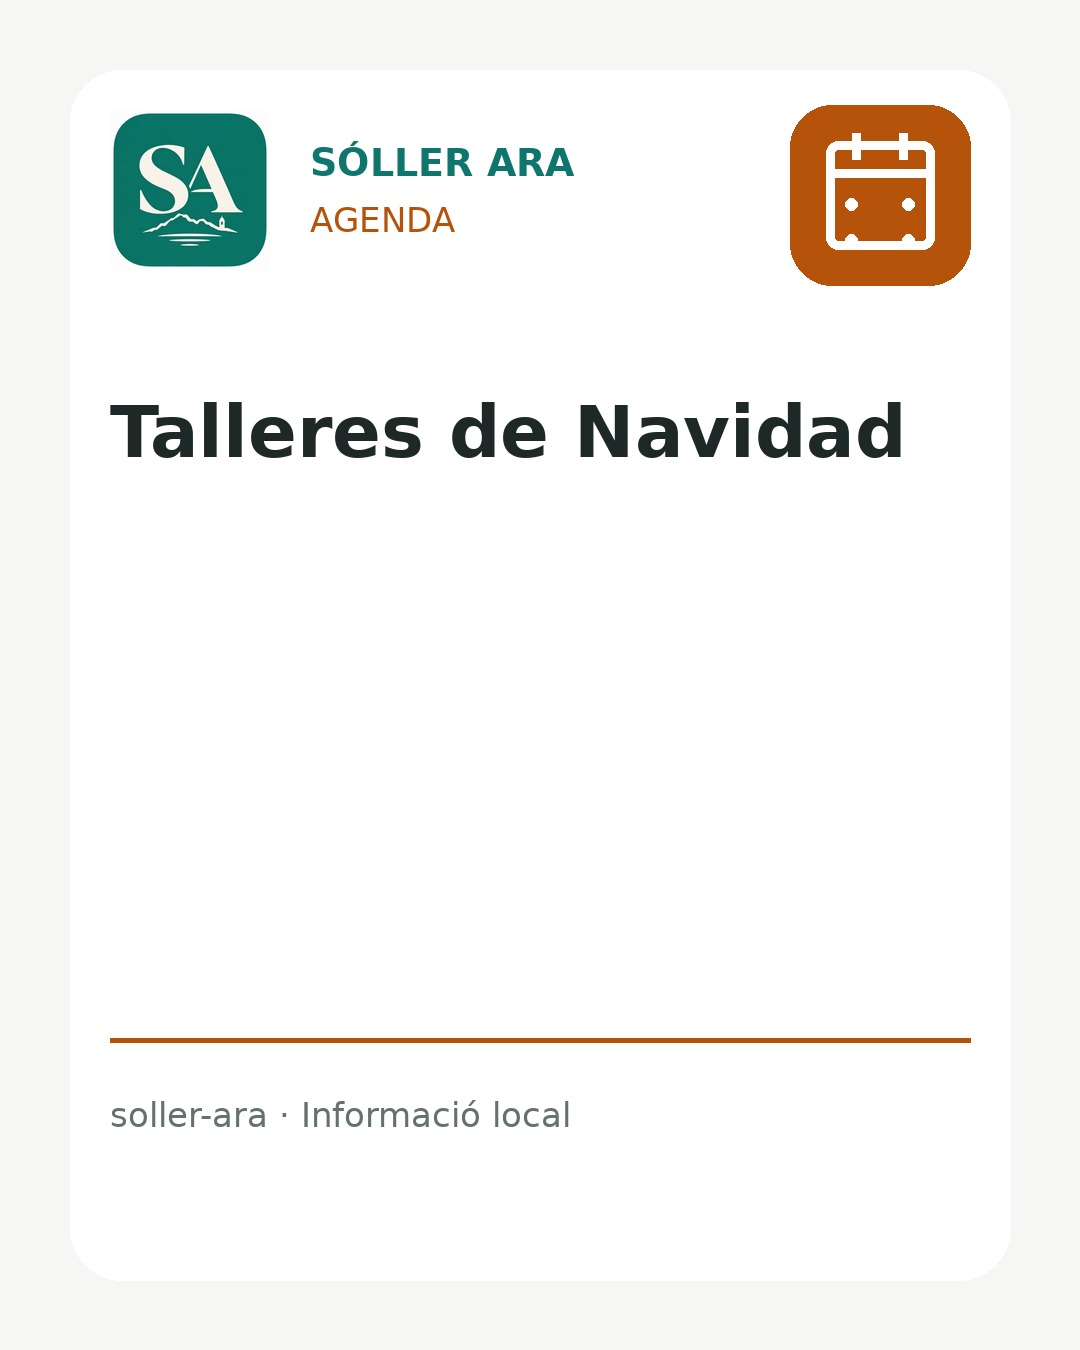 SA
SÓLLER ARA
AGENDA
Talleres de Navidad
soller-ara · Informació local